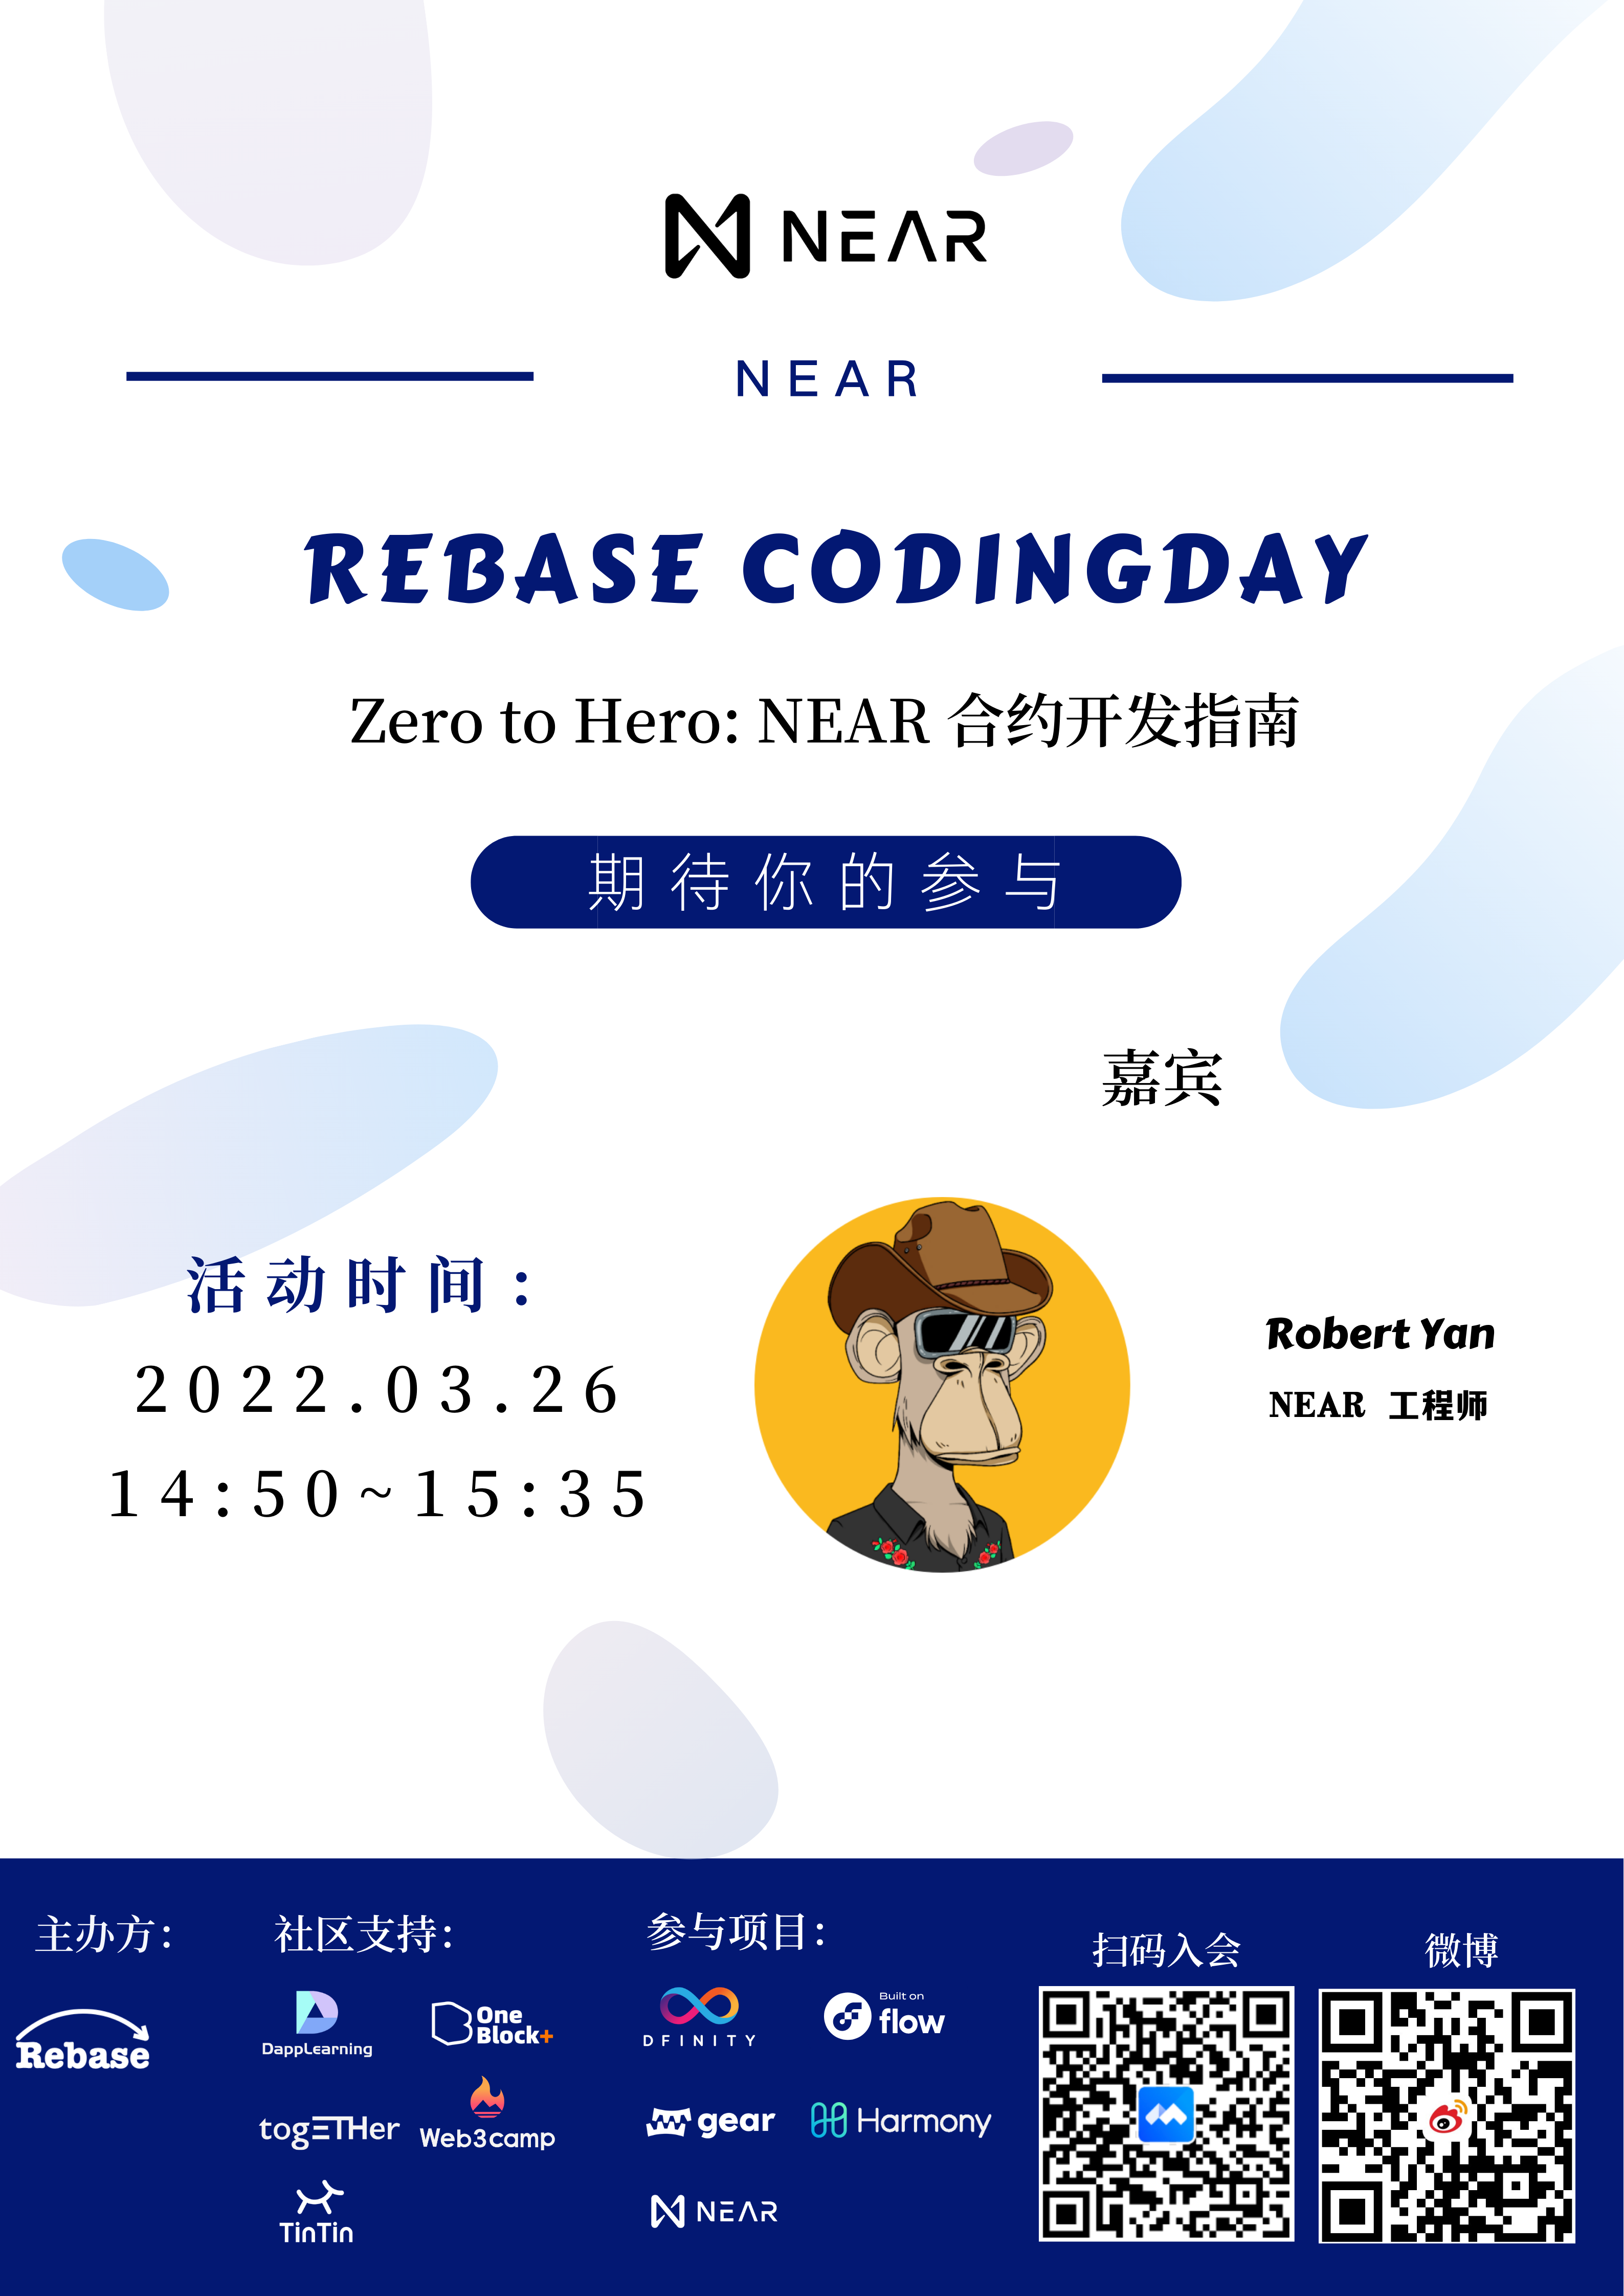 NEAR
NEAR
REBASE CODINGDAY
Zero to Hero: NEAR 合约开发指南
期待你的参与
嘉宾
活动时间：
2022.03.26
14:50~15:35
Robert Yan
NEAR 工程师
主办方：
Rebase
社区支持：
DappLearning
One
Block+
togETHer
Web3camp
TinTin
参与项目：
DFINITY
Built on
flow
gear
Harmony
NEAR
扫码入会
微博